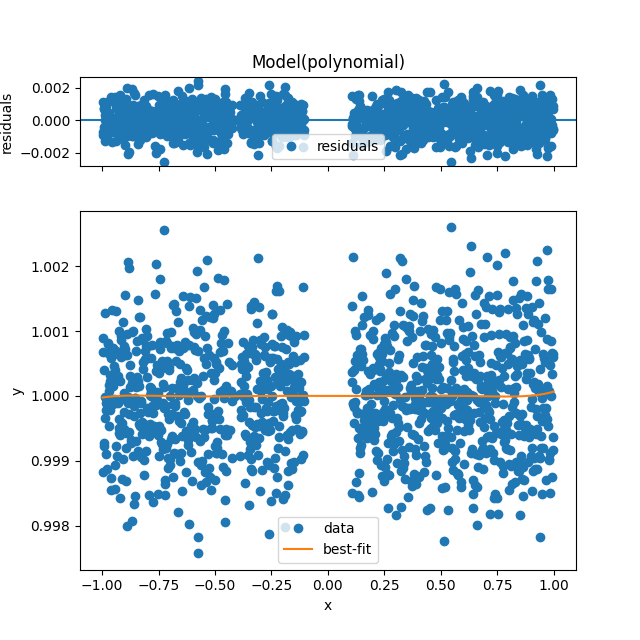 Model(polynomial)
residuals
0.002
0.000
−0.002
residuals
y
1.002
1.001
1.000
0.999
0.998
data
best-fit
−1.00 −0.75 −0.50 −0.25 0.00 0.25 0.50 0.75 1.00
x